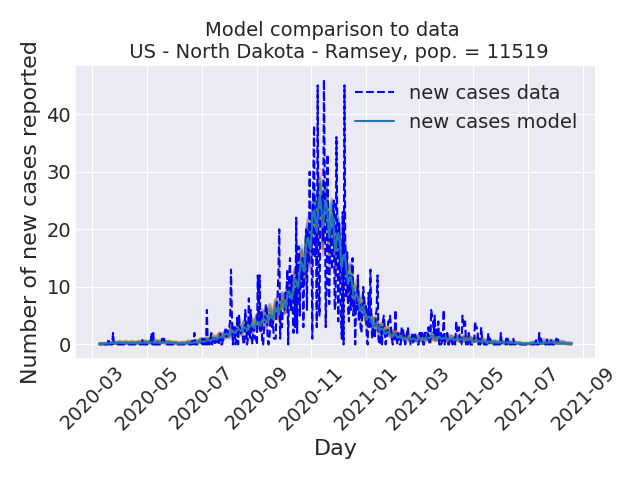 Model comparison to data
US - North Dakota - Ramsey, pop. = 11519
Number of new cases reported
40
30
20
10
0
new cases data
new cases model
2020-03
2020-05
2020-07
2020-09
2020-11
2021-01
2021-03
2021-05
2021-07
2021-09
Day